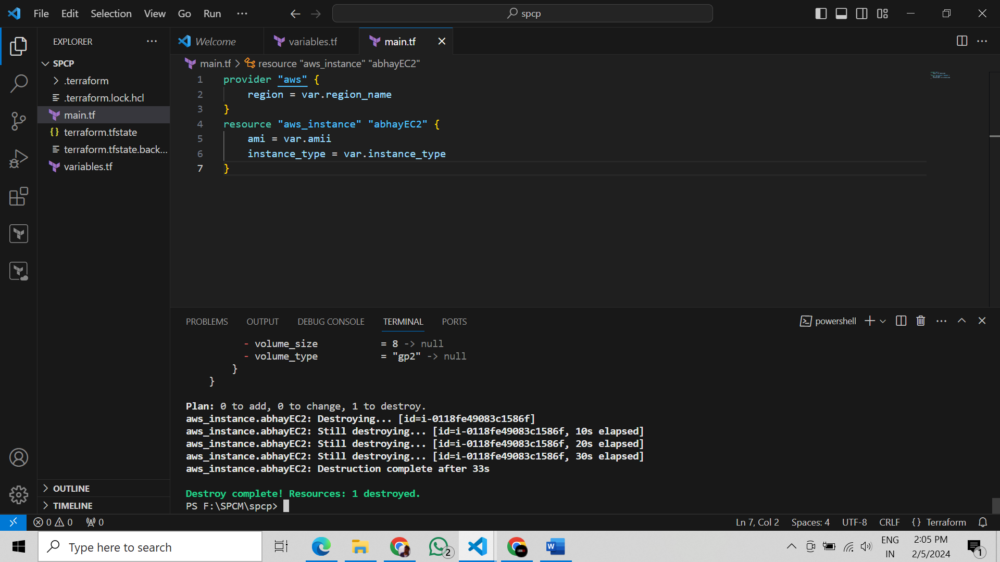 File Edit Selection View Go Run ···
spcp
EXPLORER
SPCP
.terraform
.terraform.lock.hcl
main.tf
terraform.tfstate
terraform.tfstate.back...
variables.tf
OUTLINE
TIMELINE
Welcome variables.tf main.tf
main.tf > resource "aws_instance" "abhayEC2"
1 provider "aws" {
2 region = var.region_name
3 }
4 resource "aws_instance" "abhayEC2" {
5 ami = var.amii
6 instance_type = var.instance_type
7 }
PROBLEMS OUTPUT DEBUG CONSOLE TERMINAL PORTS
powershell
- volume_size = 8 -> null
- volume_type = "gp2" -> null
}
}
Plan: 0 to add, 0 to change, 1 to destroy.
aws_instance.abhayEC2: Destroying... [id=i-0118fe49083c1586f]
aws_instance.abhayEC2: Still destroying... [id=i-0118fe49083c1586f, 10s elapsed]
aws_instance.abhayEC2: Still destroying... [id=i-0118fe49083c1586f, 20s elapsed]
aws_instance.abhayEC2: Still destroying... [id=i-0118fe49083c1586f, 30s elapsed]
aws_instance.abhayEC2: Destruction complete after 33s
Destroy complete! Resources: 1 destroyed.
PS F:\SPCM\spcp>
0 0 0
Ln 7, Col 2 Spaces: 4 UTF-8 CRLF {} Terraform
Type here to search
2
W
ENG
IN
2:05 PM
2/5/2024
1